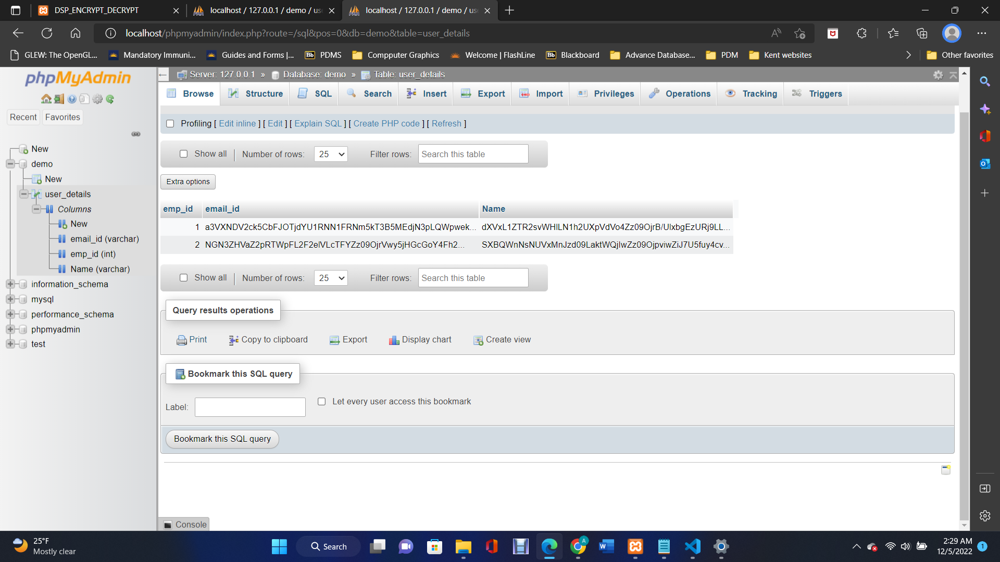 DSP_ENCRYPT_DECRYPT
localhost / 127.0.0.1 / demo / us
localhost / 127.0.0.1 / demo / us
localhost/phpmyadmin/index.php?route=/sql&pos=0&db=demo&table=user_details
GLEW: The OpenGL... Mandatory Immuni... Guides and Forms |... PDMS Compputer Graphics Welcome | FlashLine Blackboard Advance Database... PDM Kent websites Other favorites
phpMyAdmin
Recent Favorites
New
demo
New
user_details
Columns
New
email_id (varchar)
emp_id (int)
Name (varchar)
information_schema
mysql
performance_schema
phpmyadmin
test
Server: 127.0.0.1 » Database: demo » Table: user_details
Browse Structure SQL Search Insert Export Import Privileges Operations Tracking Triggers
Profiling [ Edit inline ] [ Edit ] [ Explain SQL ] [ Create PHP code ] [ Refresh ]
Show all Number of rows: 25 Filter rows: Search this table
Extra options
emp_id email_id Name
1 a3VXNDV2ck5CbFJOTjdYU1RNN1FRNm5kT3B5MEdjN3pLQWpwek... dXVxL1ZTR2svWHlLN1h2UXpVdVo4Zz09OjrB/UlxbgEzURj9LL...
2 NGN3ZHVaZ2pRTWpFL2F2elVLcTFYZz09OjrVwy5jHGcGoY4Fh2... SXBQWnNsNUVxMnJzd09LaktWQjIwZz09OjpviwZiJ7U5fuy4cv...
Show all Number of rows: 25 Filter rows: Search this table
Query results operations
Print Copy to clipboard Export Display chart Create view
Bookmark this SQL query
Label: Let every user access this bookmark
Bookmark this SQL query
Console
25°F
Mostly clear
Search
2:29 AM
12/5/2022
1